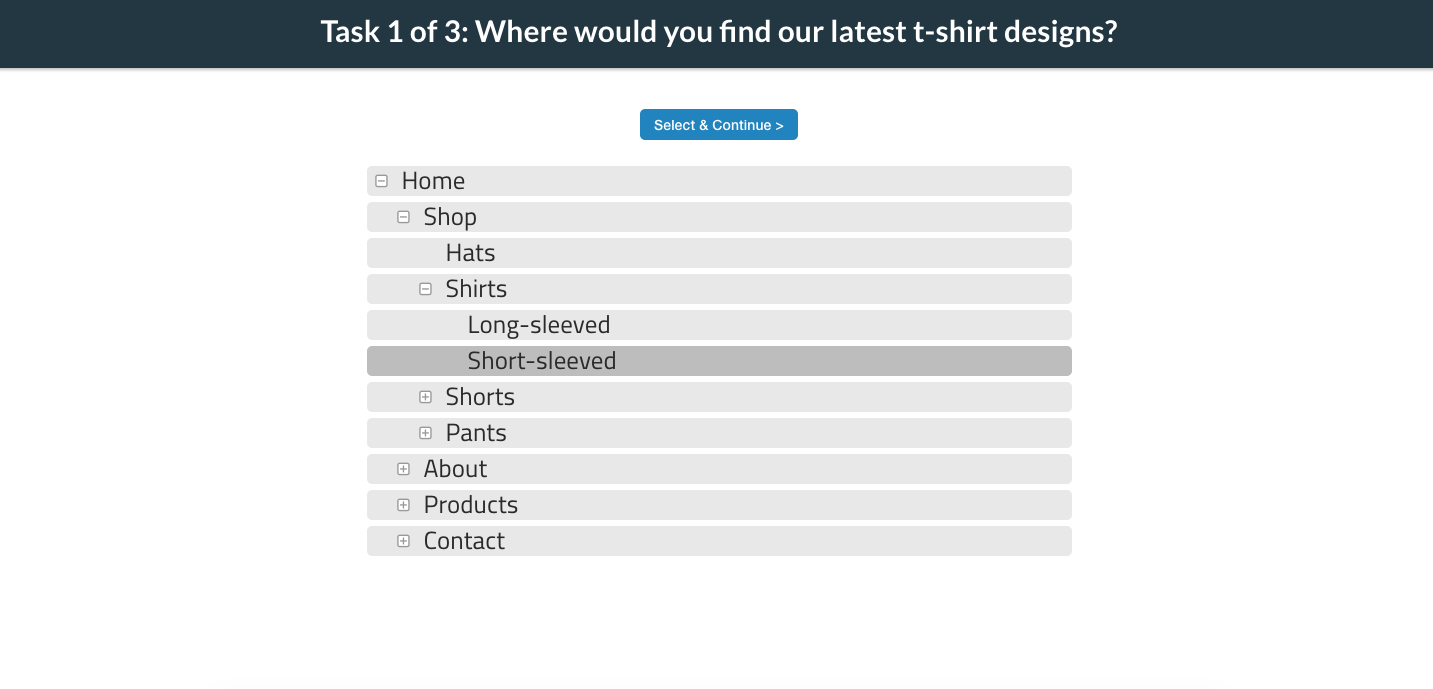 Task 1 of 3: Where would you find our latest t-shirt designs?
Select & Continue >
Home
Shop
Hats
Shirts
Long-sleeved
Short-sleeved
Shorts
Pants
About
Products
Contact